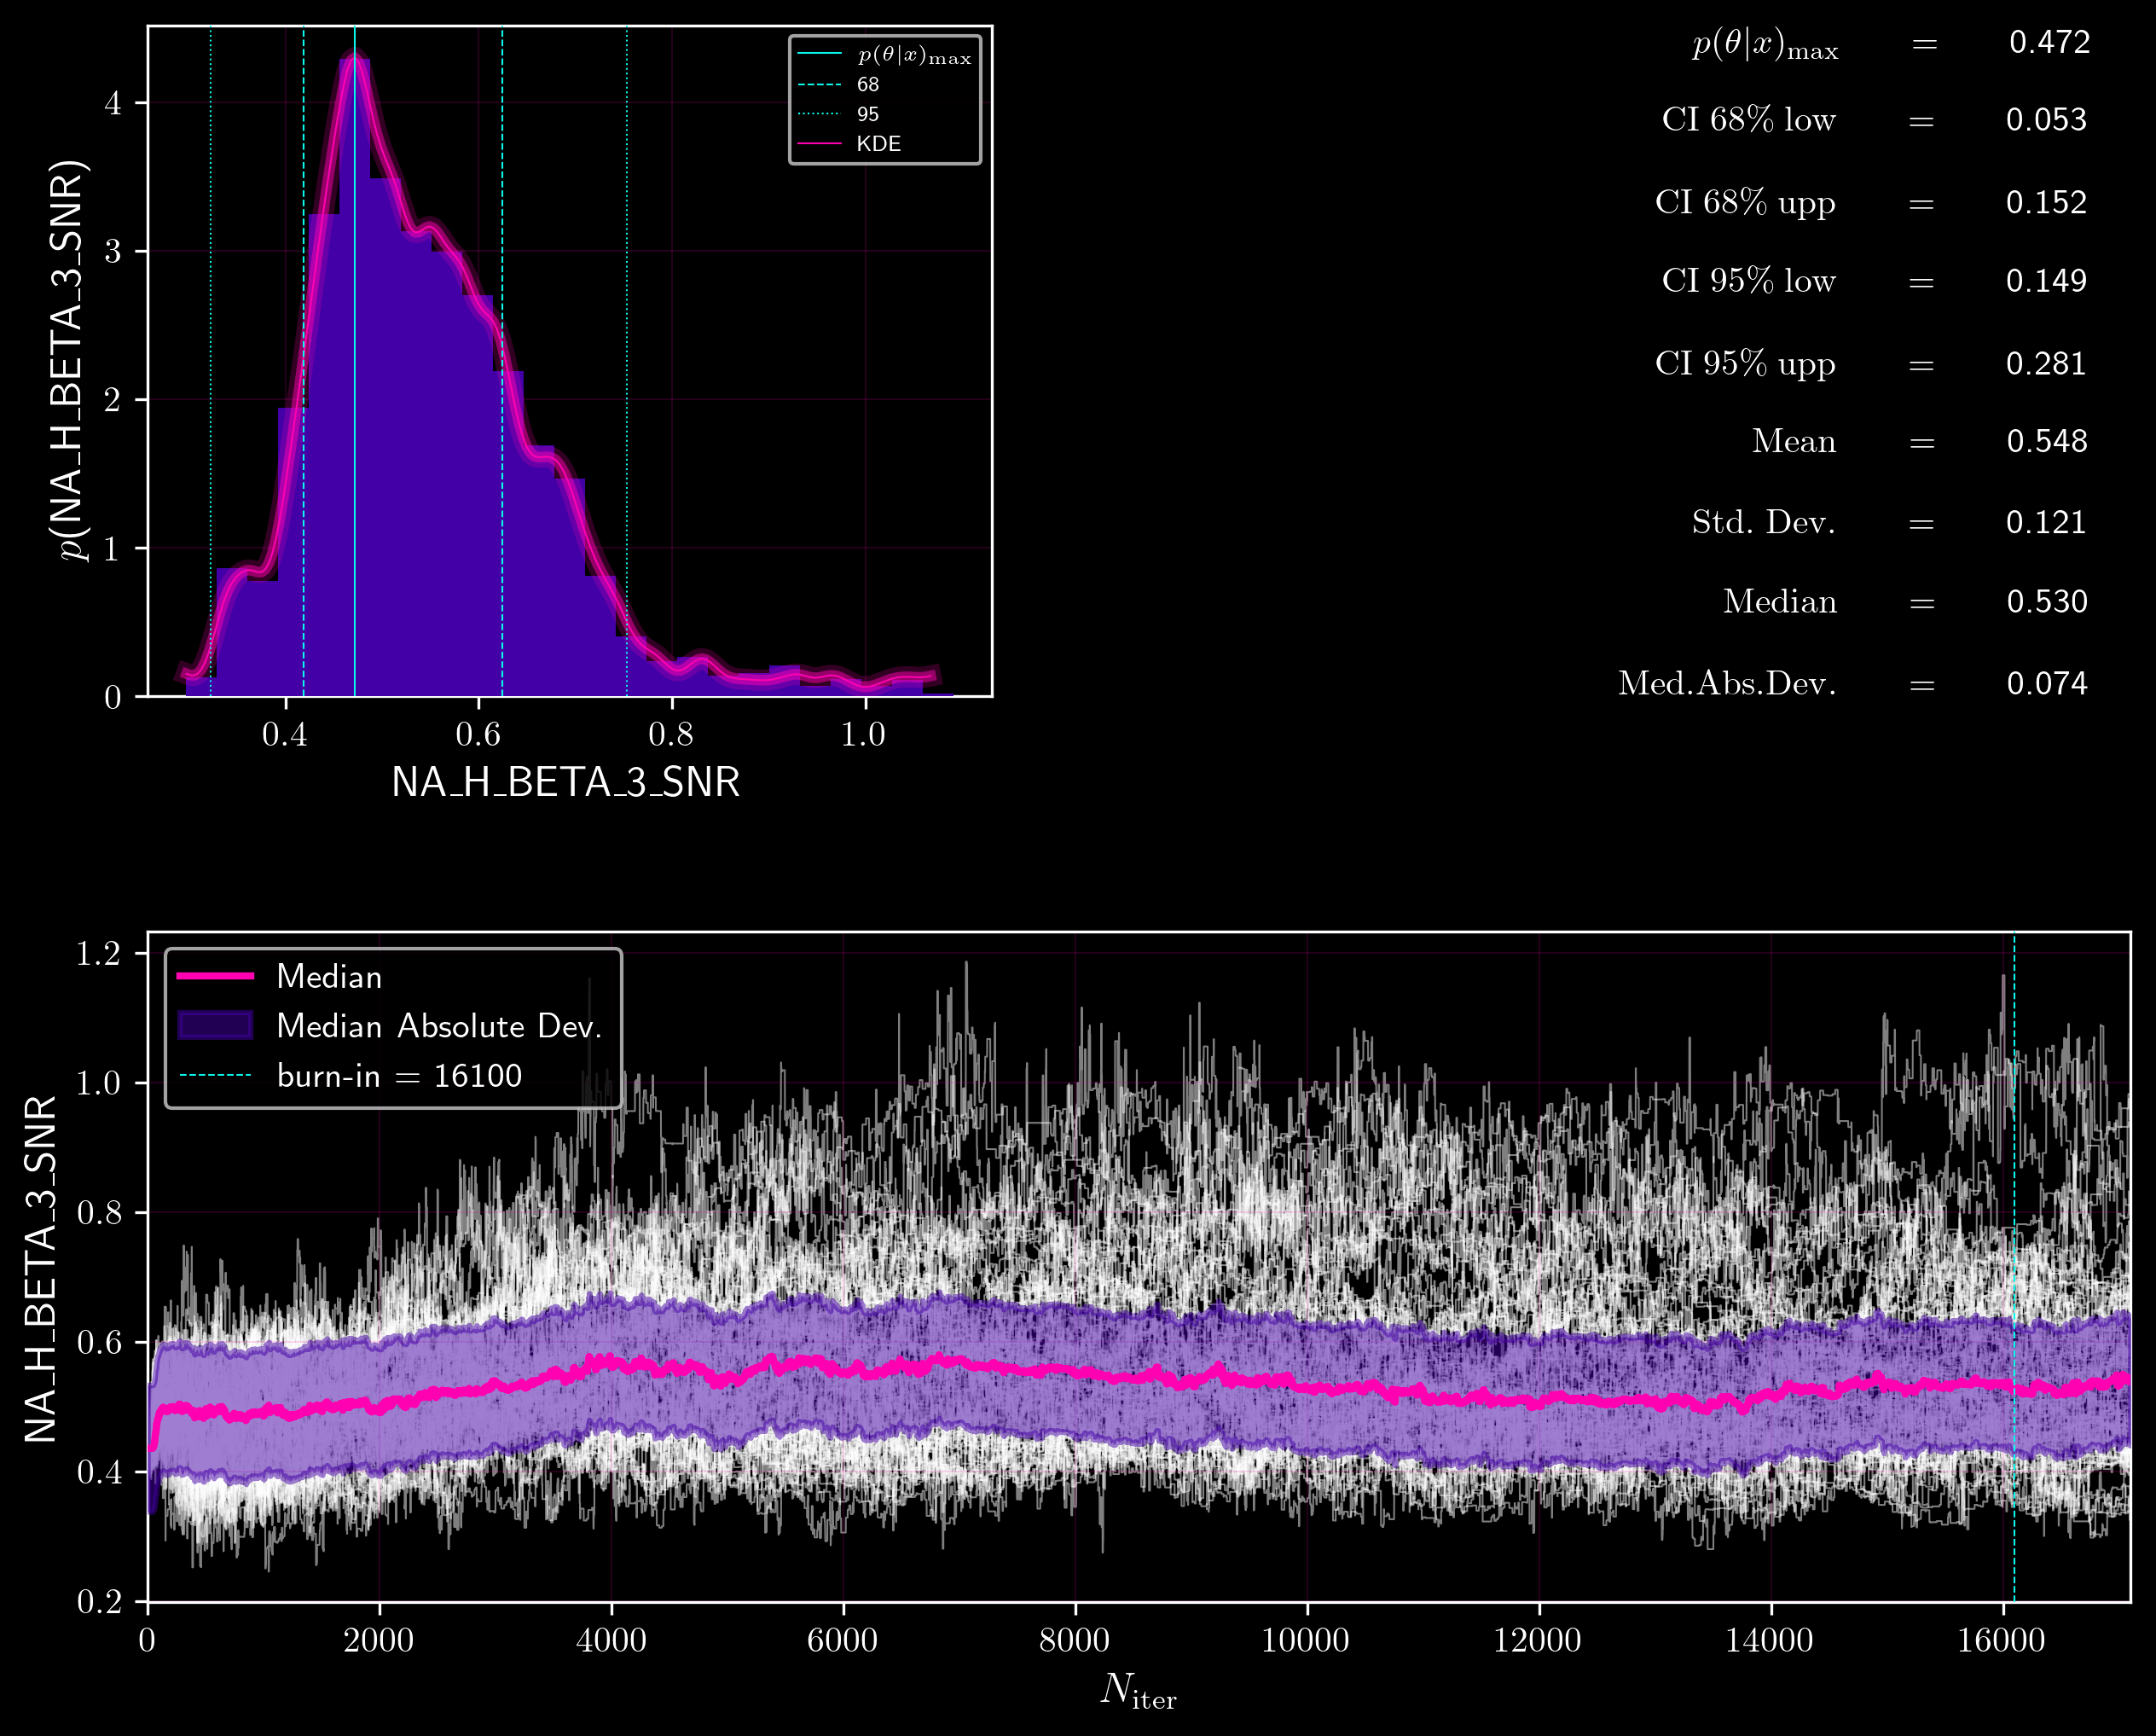 p(NA_H_BETA_3_SNR)
4
3
2
1
0
p(θ|x)max
68
95
KDE
0.4 0.6 0.8 1.0
NA_H_BETA_3_SNR
p(θ|x)max = 0.472
CI 68% low = 0.053
CI 68% upp = 0.152
CI 95% low = 0.149
CI 95% upp = 0.281
Mean = 0.548
Std. Dev. = 0.121
Median = 0.530
Med.Abs.Dev. = 0.074
NA_H_BETA_3_SNR
1.2
1.0
0.8
0.6
0.4
0.2
Median
Median Absolute Dev.
burn-in = 16100
0 2000 4000 6000 8000 10000 12000 14000 16000
Niter